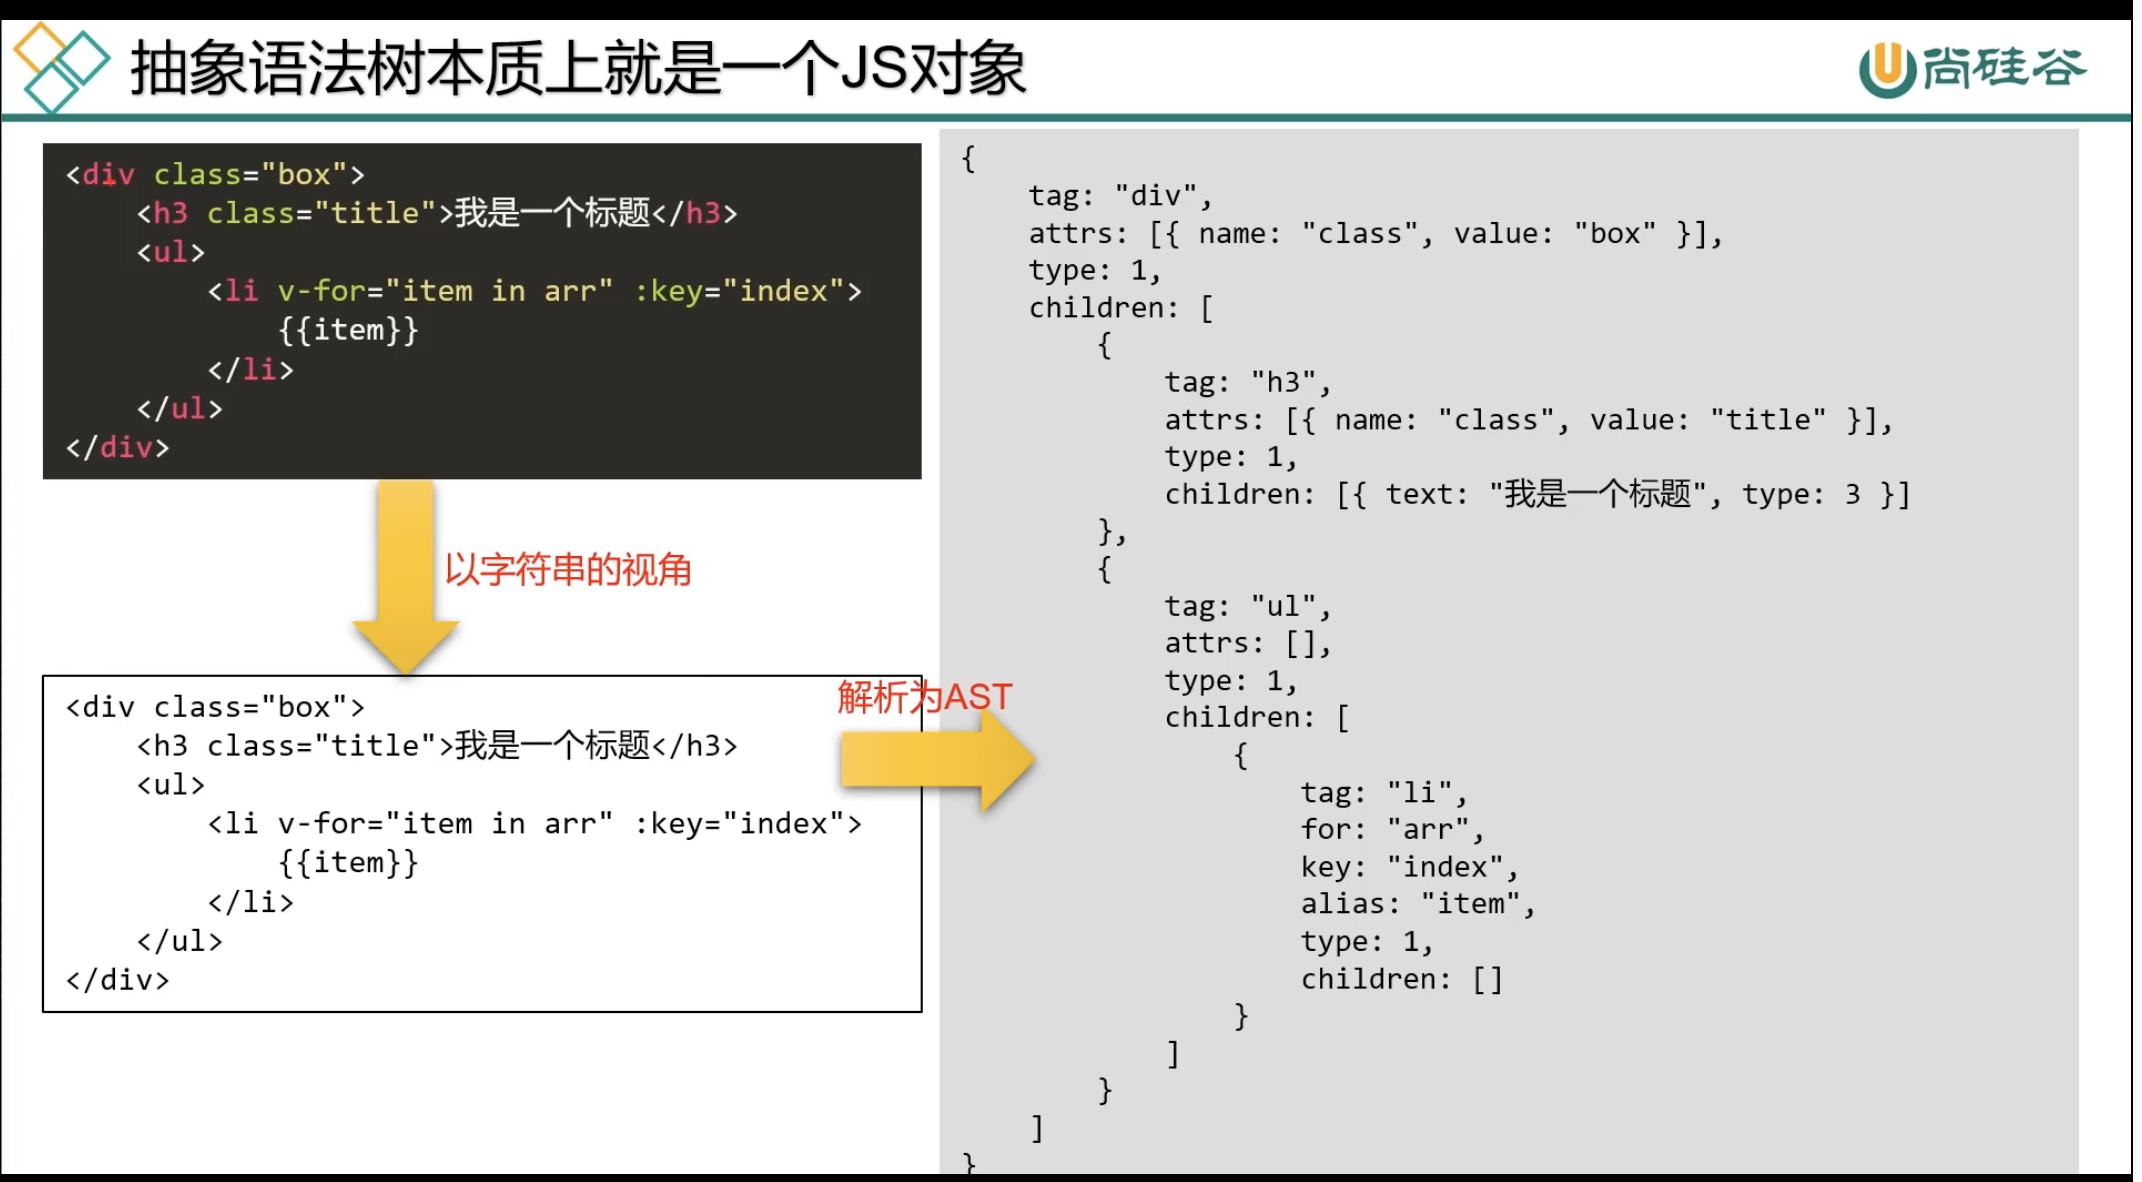 抽象语法树本质上就是一个JS对象
尚硅谷
<div class="box">
    <h3 class="title">我是一个标题</h3>
    <ul>
        <li v-for="item in arr" :key="index">
            {{item}}
        </li>
    </ul>
</div>
以字符串的视角
<div class="box">
    <h3 class="title">我是一个标题</h3>
    <ul>
        <li v-for="item in arr" :key="index">
            {{item}}
        </li>
    </ul>
</div>
解析为AST
{
    tag: "div",
    attrs: [{ name: "class", value: "box" }],
    type: 1,
    children: [
        {
            tag: "h3",
            attrs: [{ name: "class", value: "title" }],
            type: 1,
            children: [{ text: "我是一个标题", type: 3 }]
        },
        {
            tag: "ul",
            attrs: [],
            type: 1,
            children: [
                {
                    tag: "li",
                    for: "arr",
                    key: "index",
                    alias: "item",
                    type: 1,
                    children: []
                }
            ]
        }
    ]
}